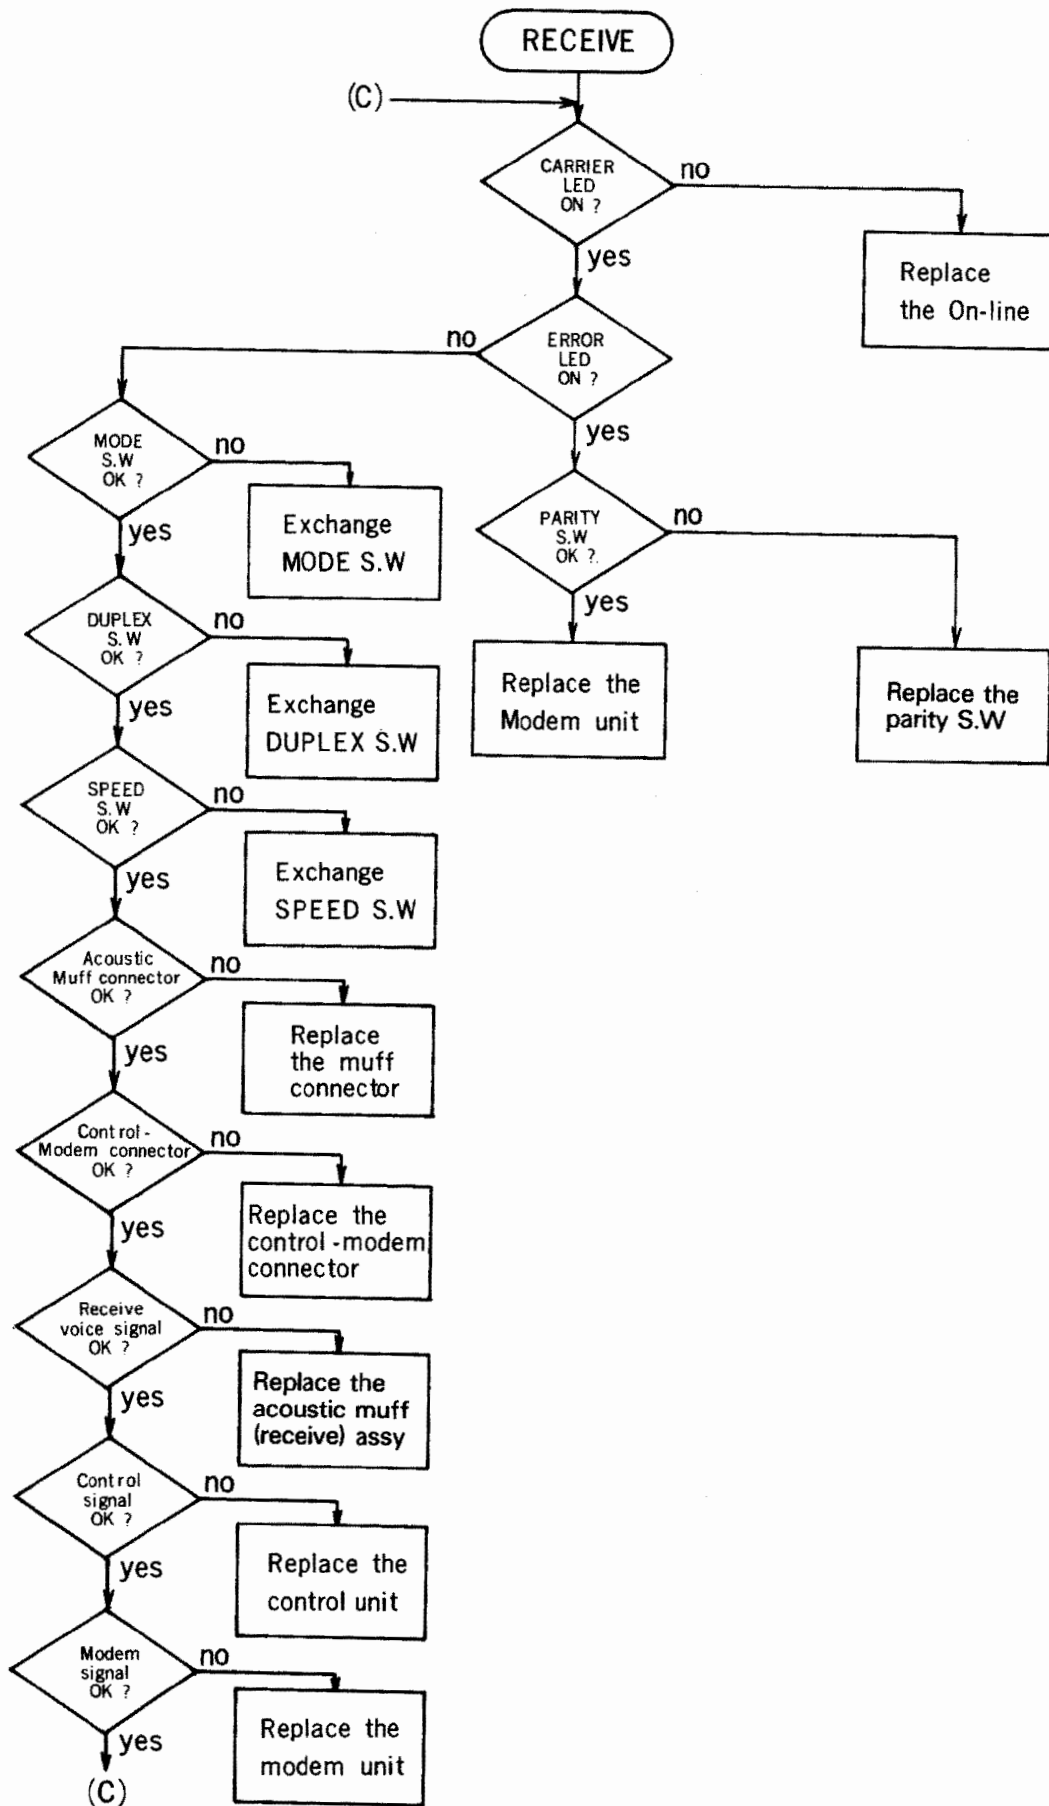 RECEIVE
(C)
CARRIER
LED
ON ?
no
yes
Replace
the On-line
ERROR
LED
ON ?
no
yes
MODE
S.W
OK ?
no
yes
Exchange
MODE S.W
PARITY
S.W
OK ?
no
yes
Replace the
Modem unit
Replace the
parity S.W
DUPLEX
S.W
OK ?
no
yes
Exchange
DUPLEX S.W
SPEED
S.W
OK ?
no
yes
Exchange
SPEED S.W
Acoustic
Muff connector
OK ?
no
yes
Replace
the muff
connector
Control-
Modem connector
OK ?
no
yes
Replace the
control-modem
connector
Receive
voice signal
OK ?
no
yes
Replace the
acoustic muff
(receive) assy
Control
signal
OK ?
no
yes
Replace the
control unit
Modem
signal
OK ?
no
yes
Replace the
modem unit
(C)